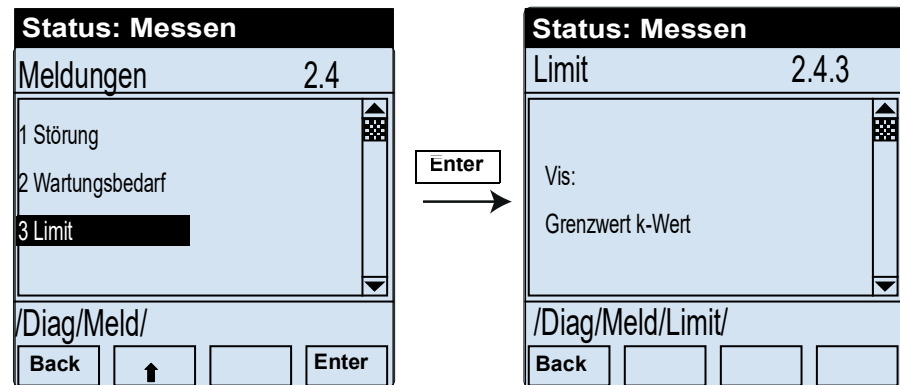 Status: Messen
Meldungen 2.4
1 Störung
2 Wartungsbedarf
3 Limit
/Diag/Meld/
Back Enter
Enter
Status: Messen
Limit 2.4.3
Vis:
Grenzwert k-Wert
/Diag/Meld/Limit/
Back